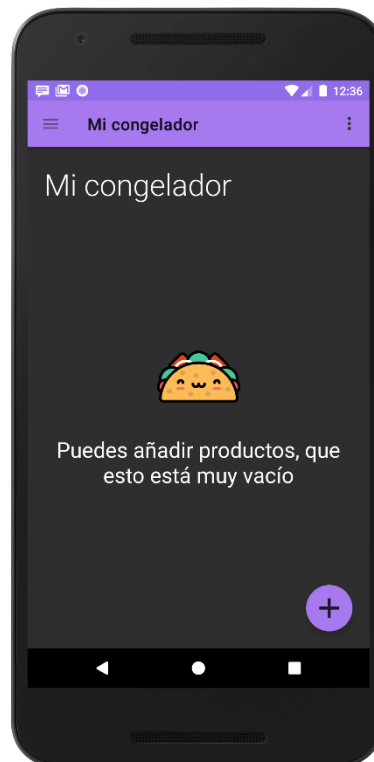 12:36
Mi congelador
Mi congelador
Puedes añadir productos, que
esto está muy vacío